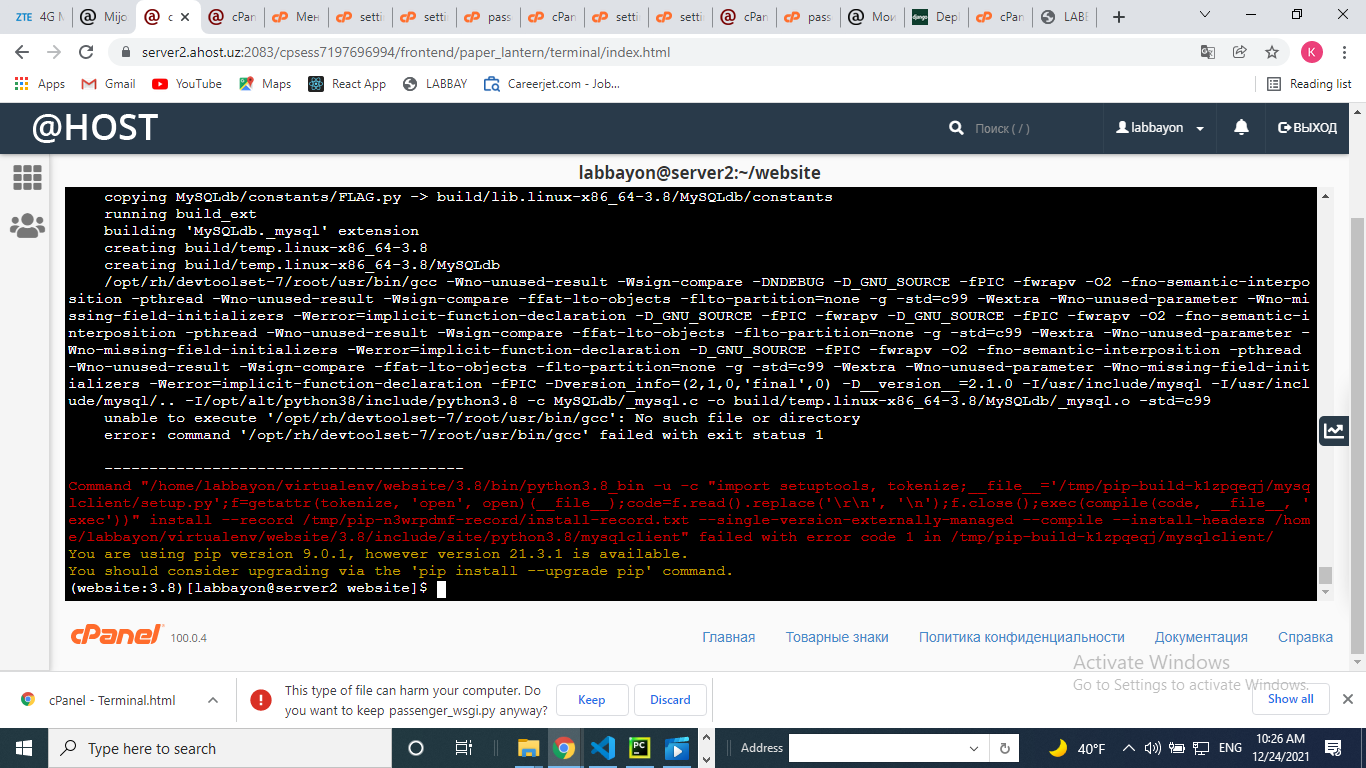 ZTE 4G M
Mijo
c
cPan
Мен
settin
settin
pass
cPan
settin
settin
cPan
pass
Мои
django Depl
cPan
LABB
server2.ahost.uz:2083/cpsess7197696994/frontend/paper_lantern/terminal/index.html
K
Apps Gmail YouTube Maps React App LABBAY Careerjet.com - Job... Reading list
@HOST Поиск ( / ) labbayon ВЫХОД
labbayon@server2:~/website
copying MySQLdb/constants/FLAG.py -> build/lib.linux-x86_64-3.8/MySQLdb/constants
running build_ext
building 'MySQLdb._mysql' extension
creating build/temp.linux-x86_64-3.8
creating build/temp.linux-x86_64-3.8/MySQLdb
/opt/rh/devtoolset-7/root/usr/bin/gcc -Wno-unused-result -Wsign-compare -DNDEBUG -D_GNU_SOURCE -fPIC -fwrapv -O2 -fno-semantic-interpo
sition -pthread -Wno-unused-result -Wsign-compare -ffat-lto-objects -flto-partition=none -g -std=c99 -Wextra -Wno-unused-parameter -Wno-mi
ssing-field-initializers -Werror=implicit-function-declaration -D_GNU_SOURCE -fPIC -fwrapv -D_GNU_SOURCE -fPIC -fwrapv -O2 -fno-semantic-i
nterposition -pthread -Wno-unused-result -Wsign-compare -ffat-lto-objects -flto-partition=none -g -std=c99 -Wextra -Wno-unused-parameter -
Wno-missing-field-initializers -Werror=implicit-function-declaration -D_GNU_SOURCE -fPIC -fwrapv -O2 -fno-semantic-interposition -pthread
-Wno-unused-result -Wsign-compare -ffat-lto-objects -flto-partition=none -g -std=c99 -Wextra -Wno-unused-parameter -Wno-missing-field-init
ializers -Werror=implicit-function-declaration -fPIC -Dversion_info=(2,1,0,'final',0) -D__version__=2.1.0 -I/usr/include/mysql -I/usr/incl
ude/mysql/.. -I/opt/alt/python38/include/python3.8 -c MySQLdb/_mysql.c -o build/temp.linux-x86_64-3.8/MySQLdb/_mysql.o -std=c99
unable to execute '/opt/rh/devtoolset-7/root/usr/bin/gcc': No such file or directory
error: command '/opt/rh/devtoolset-7/root/usr/bin/gcc' failed with exit status 1
----------------------------------------
Command "/home/labbayon/virtualenv/website/3.8/bin/python3.8_bin -u -c "import setuptools, tokenize;__file__='/tmp/pip-build-k1zpqeqj/mysq
lclient/setup.py';f=getattr(tokenize, 'open', open)(__file__);code=f.read().replace('\r\n', '\n');f.close();exec(compile(code, __file__, '
exec'))" install --record /tmp/pip-n3wrpdmf-record/install-record.txt --single-version-externally-managed --compile --install-headers /hom
e/labbayon/virtualenv/website/3.8/include/site/python3.8/mysqlclient" failed with error code 1 in /tmp/pip-build-k1zpqeqj/mysqlclient/
You are using pip version 9.0.1, however version 21.3.1 is available.
You should consider upgrading via the 'pip install --upgrade pip' command.
(website:3.8)[labbayon@server2 website]$
cPanel 100.0.4 Главная Товарные знаки Политика конфиденциальности Документация Справка
Activate Windows
Go to Settings to activate Windows.
cPanel - Terminal.html
This type of file can harm your computer. Do
you want to keep passenger_wsgi.py anyway?
Keep Discard Show all
Type here to search
PC
Address
40°F
ENG
10:26 AM
12/24/2021